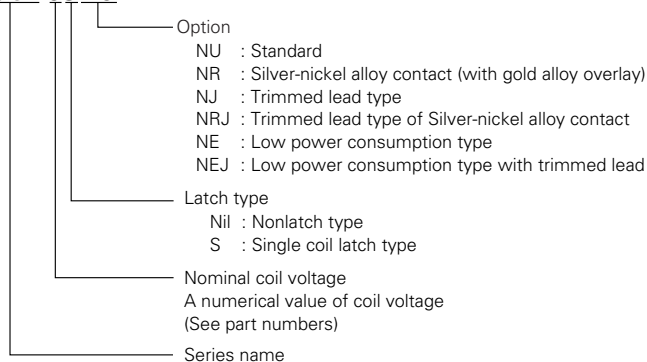 Option
NU : Standard
NR : Silver-nickel alloy contact (with gold alloy overlay)
NJ : Trimmed lead type
NRJ : Trimmed lead type of Silver-nickel alloy contact
NE : Low power consumption type
NEJ : Low power consumption type with trimmed lead
Latch type
Nil : Nonlatch type
S : Single coil latch type
Nominal coil voltage
A numerical value of coil voltage
(See part numbers)
Series name